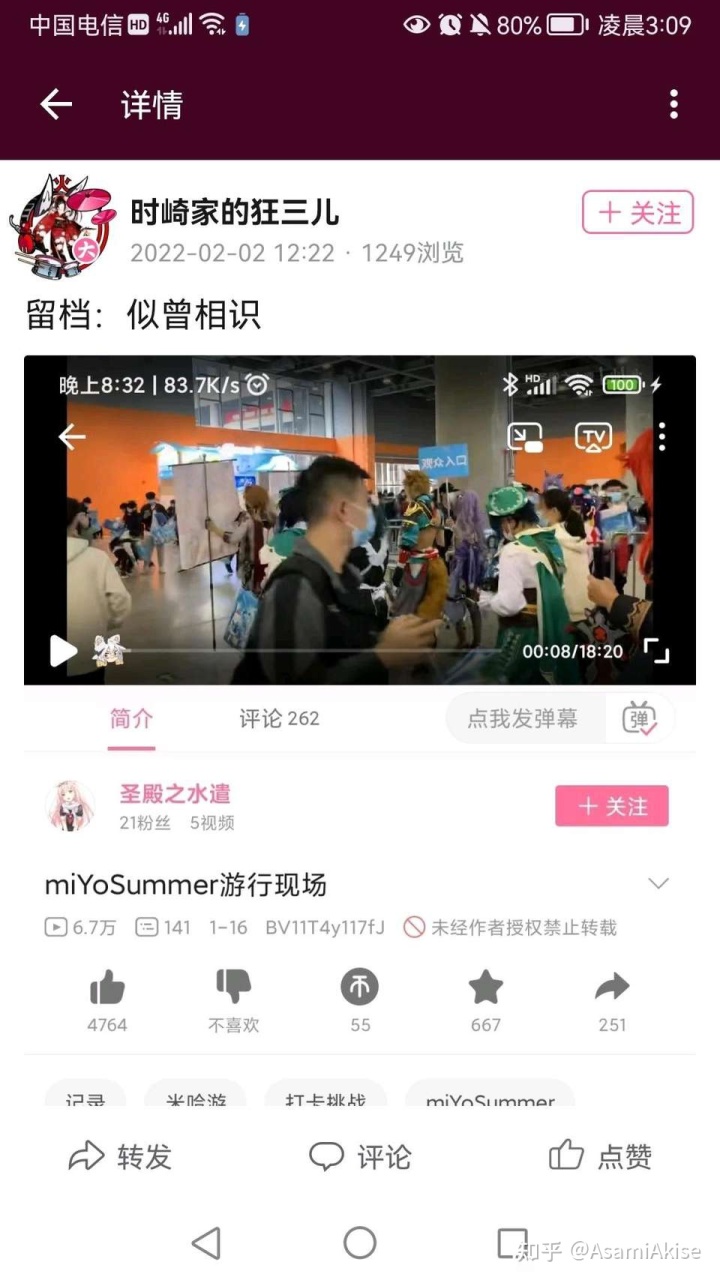 中国电信 HD 4G 80% 凌晨3:09
详情
时崎家的狂三儿
+ 关注
大
2022-02-02 12:22 · 1249浏览
留档：似曾相识
晚上8:32 | 83.7K/s HD 100
TV
观众入口
00:08/18:20
简介 评论 262 点我发弹幕 弹
圣殿之水遣
21粉丝 5视频
+ 关注
miYoSummer游行现场
6.7万 141 1-16 BV11T4y117fJ 未经作者授权禁止转载
4764 不喜欢 55 667 251
记录 米哈游 打卡挑战 miYoSummer
转发 评论 点赞
知乎 @AsamiAkise